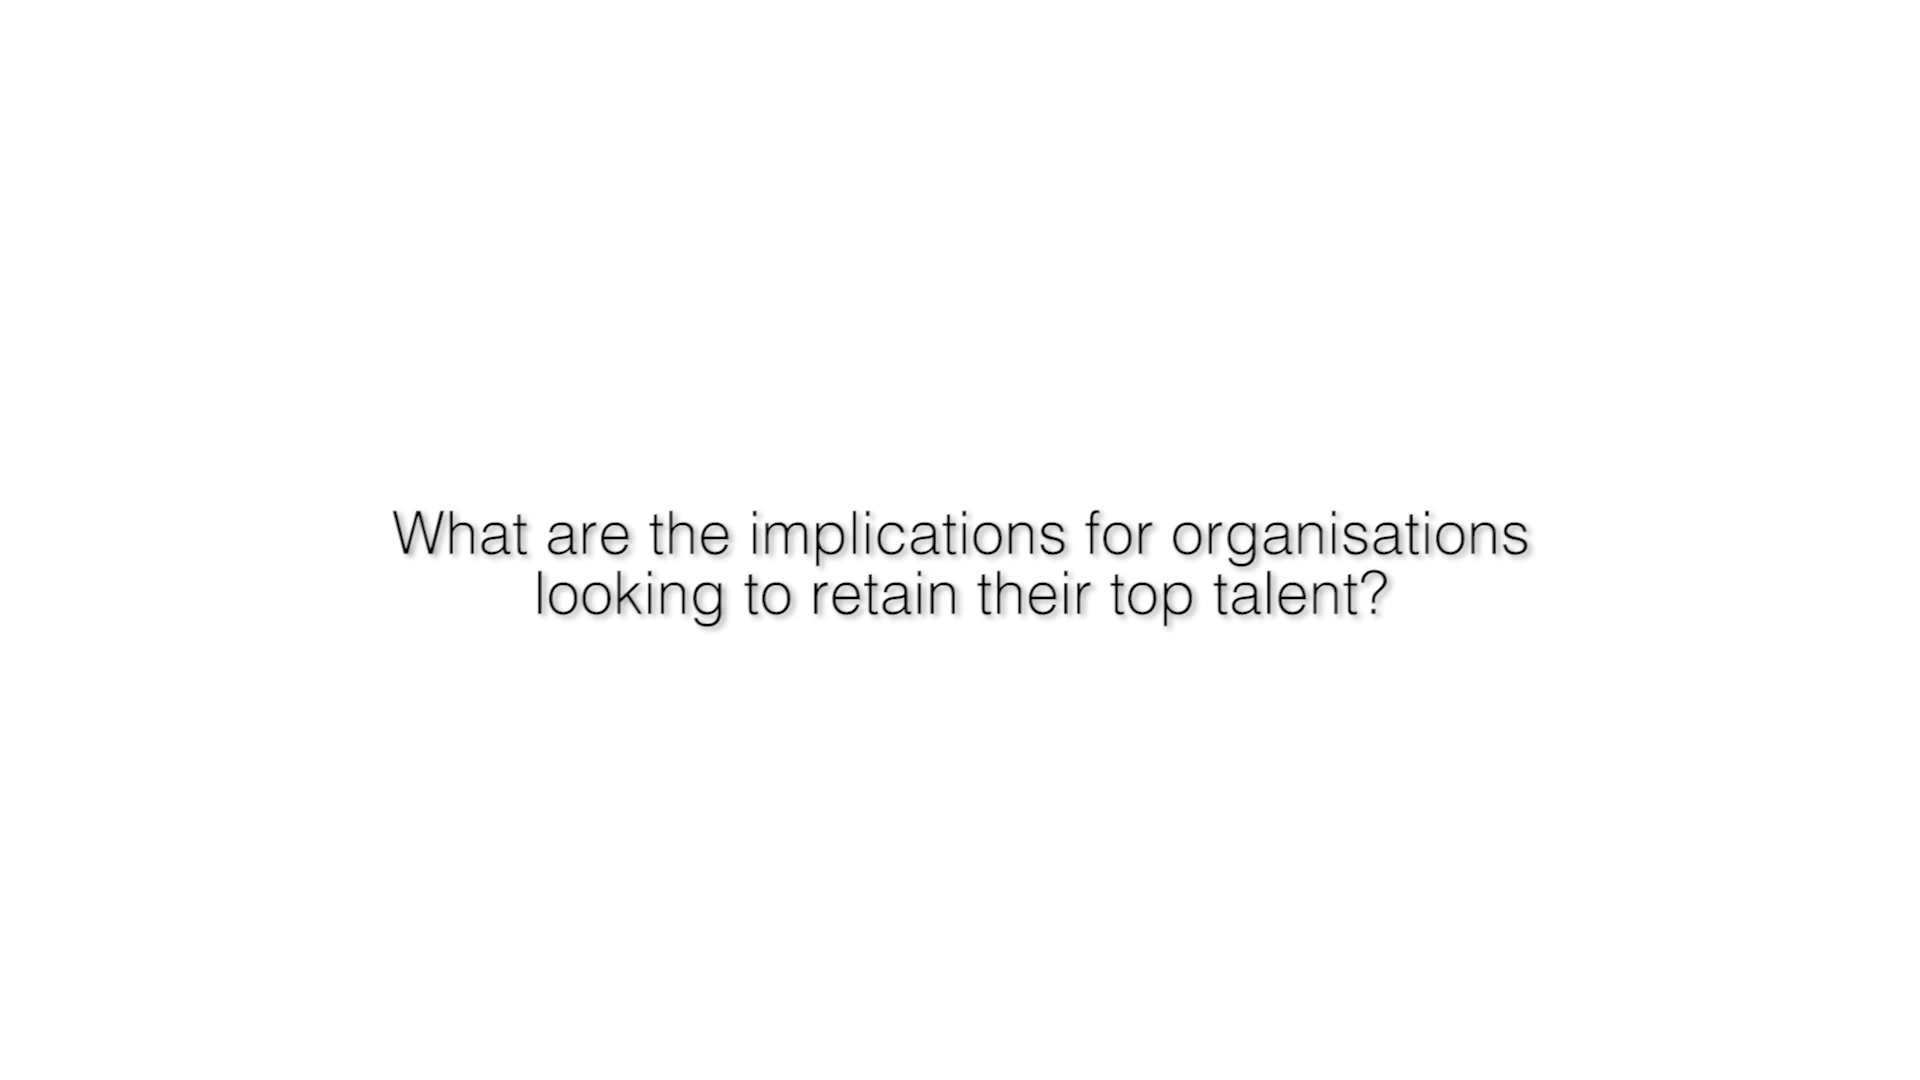 What are the implications for organisations
looking to retain their top talent?